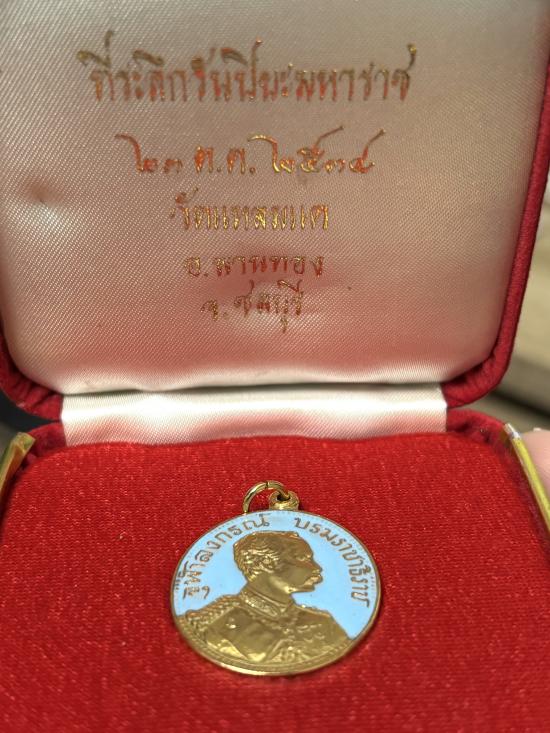 ที่ระลึกวันปิยะมหาราช
๒๓ ต.ค. ๒๕๓๔
วัดแหลมแค
อ.พานทอง
จ.ชลบุรี
จุฬาลงกรณ์ บรมราชาธิราช